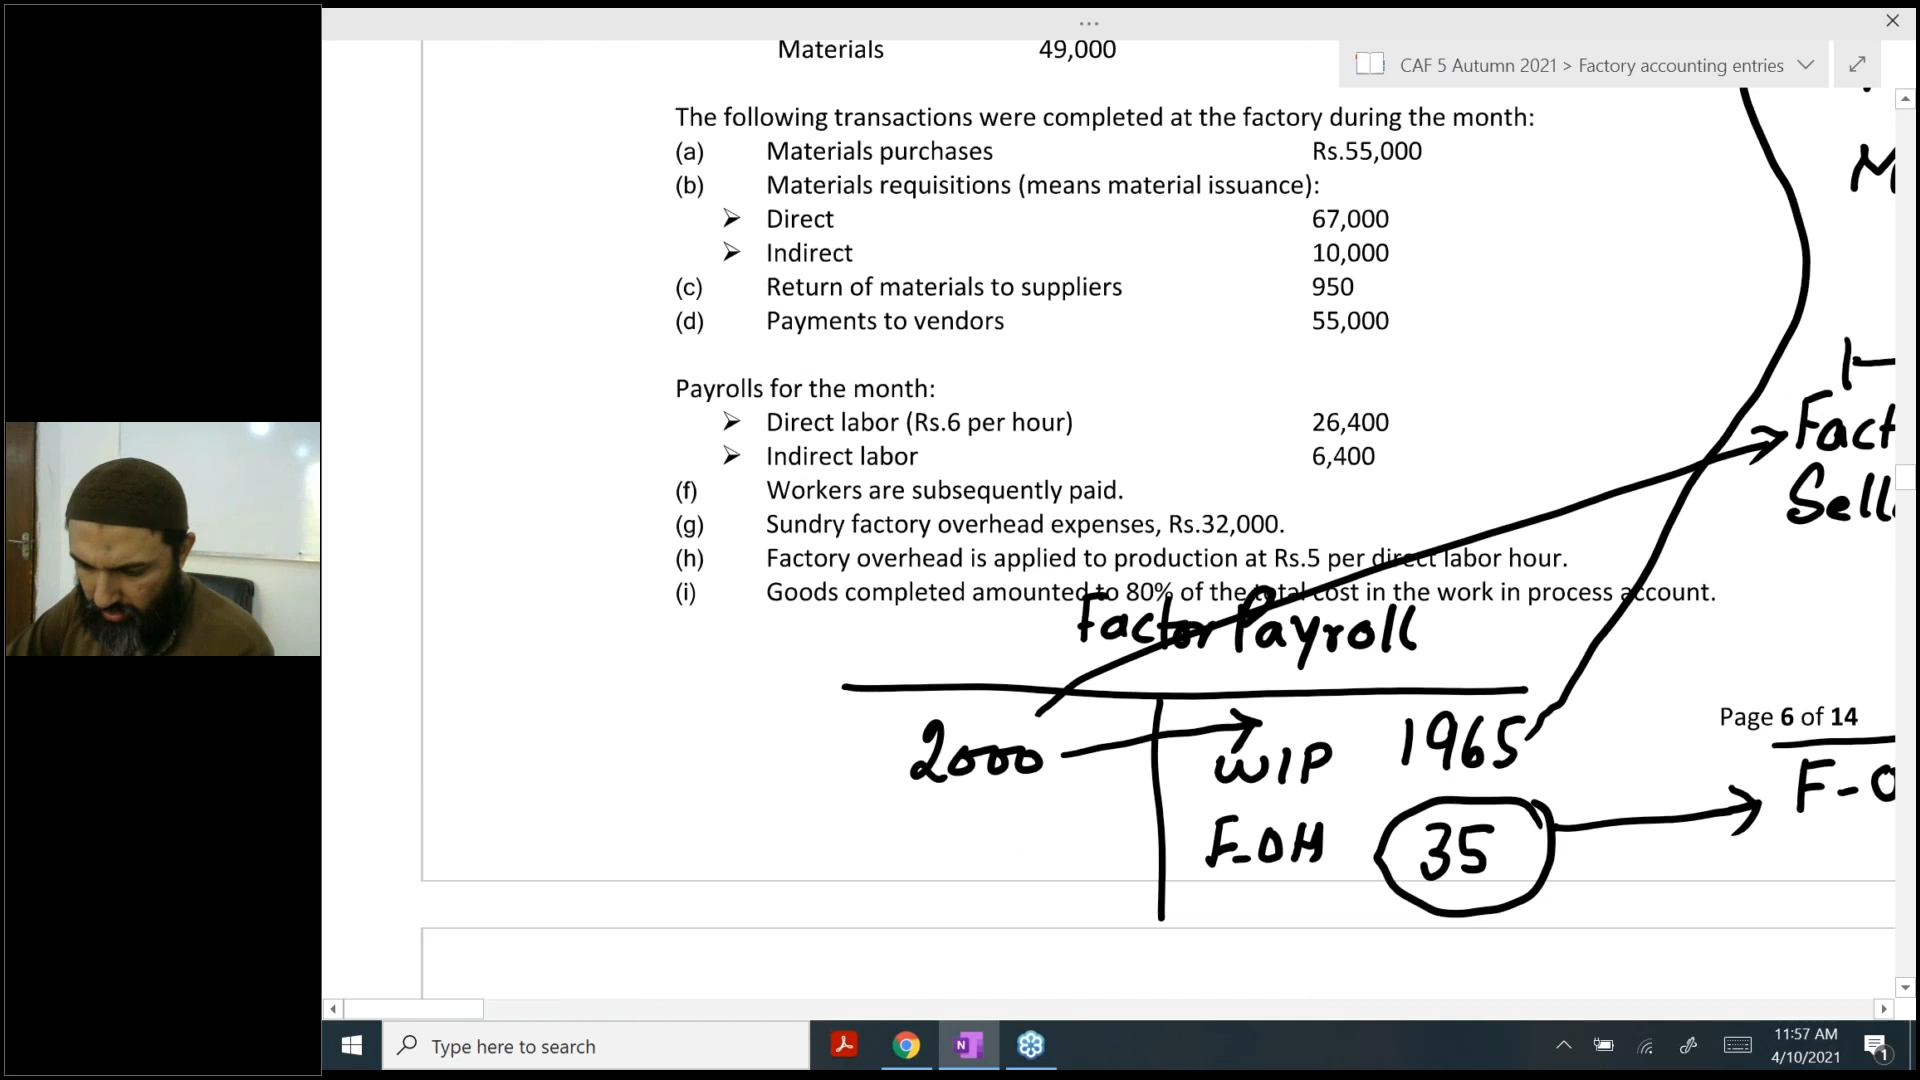 Materials 49,000
CAF 5 Autumn 2021 > Factory accounting entries
The following transactions were completed at the factory during the month:
(a) Materials purchases Rs.55,000
(b) Materials requisitions (means material issuance):
➢ Direct 67,000
➢ Indirect 10,000
(c) Return of materials to suppliers 950
(d) Payments to vendors 55,000
Payrolls for the month:
➢ Direct labor (Rs.6 per hour) 26,400
➢ Indirect labor 6,400
(f) Workers are subsequently paid.
(g) Sundry factory overhead expenses, Rs.32,000.
(h) Factory overhead is applied to production at Rs.5 per direct labor hour.
(i) Goods completed amounted to 80% of the total cost in the work in process account.
M
Fact
Sell
Factor Payroll
2000 WIP 1965
F-OH 35
Page 6 of 14
F-O
Type here to search
11:57 AM
4/10/2021
1